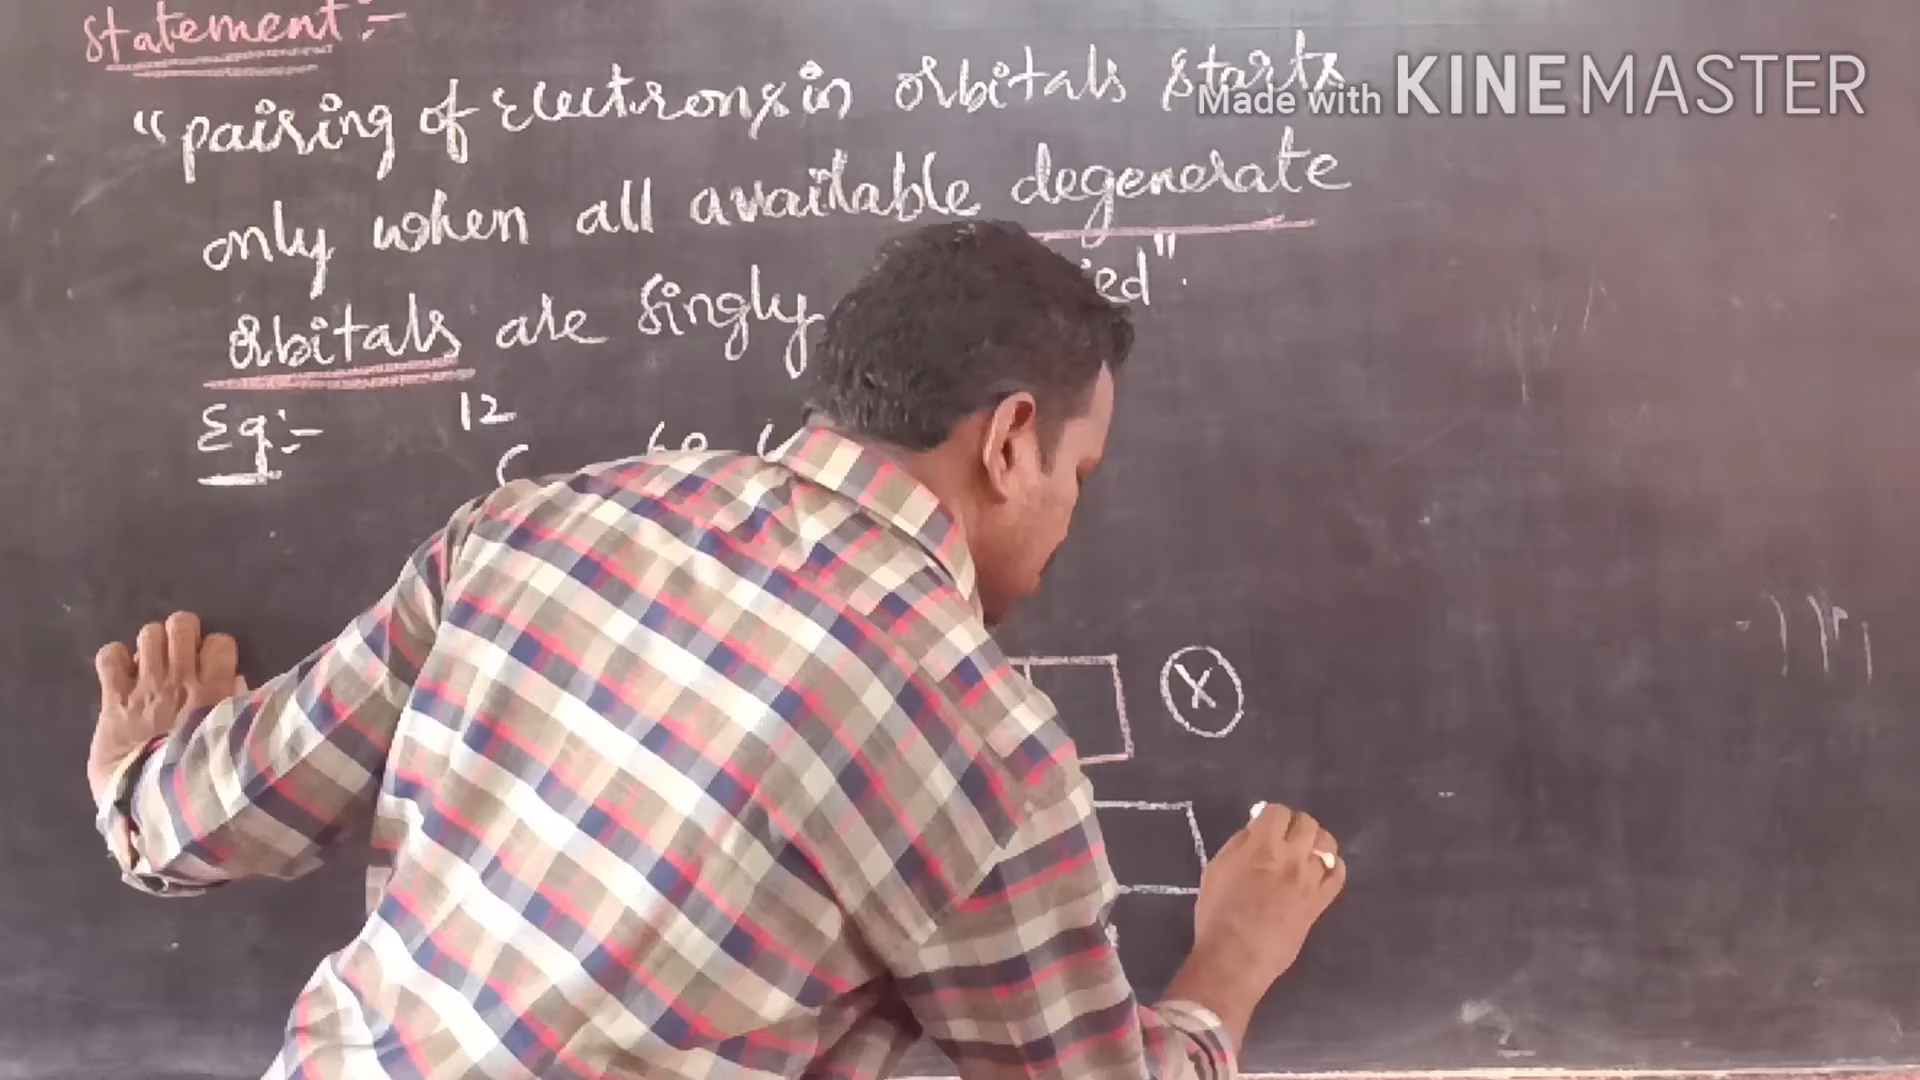 Statement:-
Made with KINEMASTER
"pairing of electrons in orbitals starts
only when all available degenerate
orbitals are singly ied".
Eg:- 12
C
X